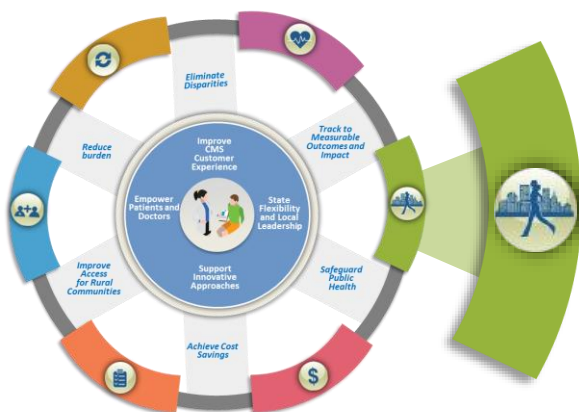 Eliminate
Disparities
Reduce
burden
Track to
Measurable
Outcomes and
Impact
Improve
CMS
Customer
Experience
Empower
Patients and
Doctors
State
Flexibility
and Local
Leadership
Support
Innovative
Approaches
Improve
Access
for Rural
Communities
Safeguard
Public
Health
Achieve Cost
Savings
$